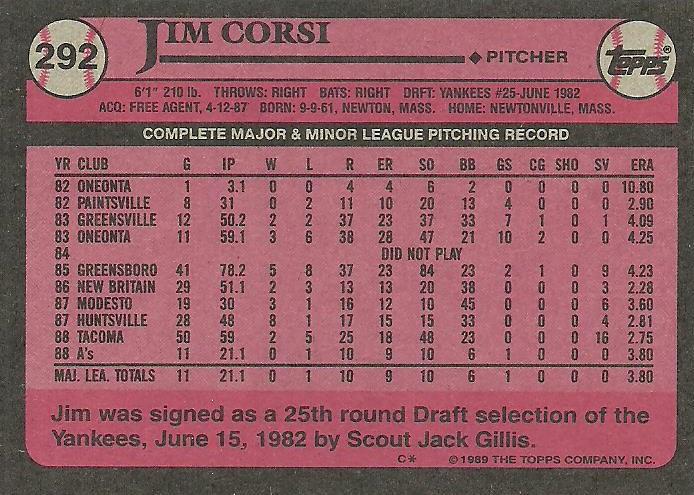 292
JIM CORSI
PITCHER
TOPPS®
6'1" 210 lb. THROWS: RIGHT BATS: RIGHT DRFT: YANKEES #25-JUNE 1982
ACQ: FREE AGENT, 4-12-87 BORN: 9-9-61, NEWTON, MASS. HOME: NEWTONVILLE, MASS.
COMPLETE MAJOR & MINOR LEAGUE PITCHING RECORD
YR CLUB G IP W L R ER SO BB GS CG SHO SV ERA
82 ONEONTA 1 3.1 0 0 4 4 6 2 0 0 0 0 10.80
82 PAINTSVILLE 8 31 0 2 11 10 20 13 4 0 0 0 2.90
83 GREENSVILLE 12 50.2 2 2 37 23 37 33 7 1 0 1 4.09
83 ONEONTA 11 59.1 3 6 38 28 47 21 10 2 0 0 4.25
84 DID NOT PLAY
85 GREENSBORO 41 78.2 5 8 37 23 84 23 2 1 0 9 4.23
86 NEW BRITAIN 29 51.1 2 3 13 13 20 38 0 0 0 3 2.28
87 MODESTO 19 30 3 1 16 12 10 45 0 0 0 6 3.60
87 HUNTSVILLE 28 48 8 1 17 15 15 33 0 0 0 4 2.81
88 TACOMA 50 59 2 5 25 18 48 23 0 0 0 16 2.75
88 A's 11 21.1 0 1 10 9 10 6 1 0 0 0 3.80
MAJ. LEA. TOTALS 11 21.1 0 1 10 9 10 6 1 0 0 0 3.80
Jim was signed as a 25th round Draft selection of the
Yankees, June 15, 1982 by Scout Jack Gillis.
C* ©1989 THE TOPPS COMPANY, INC.